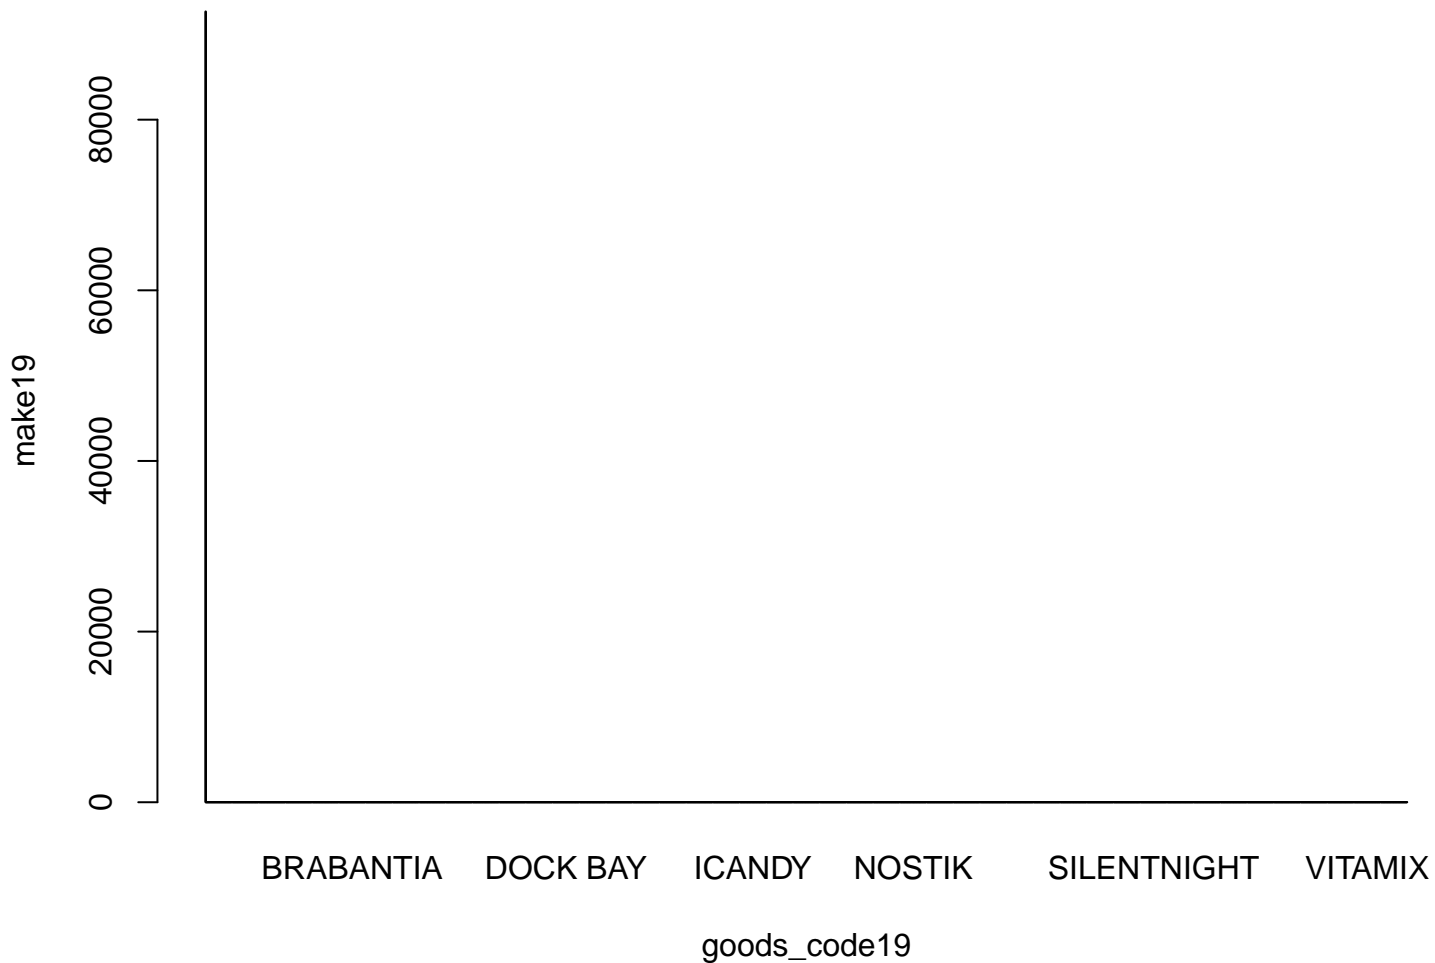 80000
60000
make19
40000
20000
0
BRABANTIA DOCK BAY ICANDY NOSTIK SILENTNIGHT VITAMIX
goods_code19